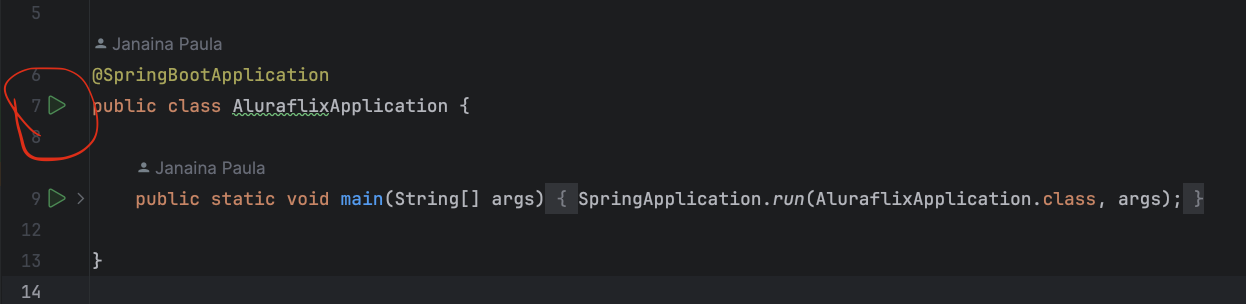 5
Janaina Paula
6 @SpringBootApplication
7 public class AluraflixApplication {
8
Janaina Paula
9 public static void main(String[] args) { SpringApplication.run(AluraflixApplication.class, args); }
12
13 }
14